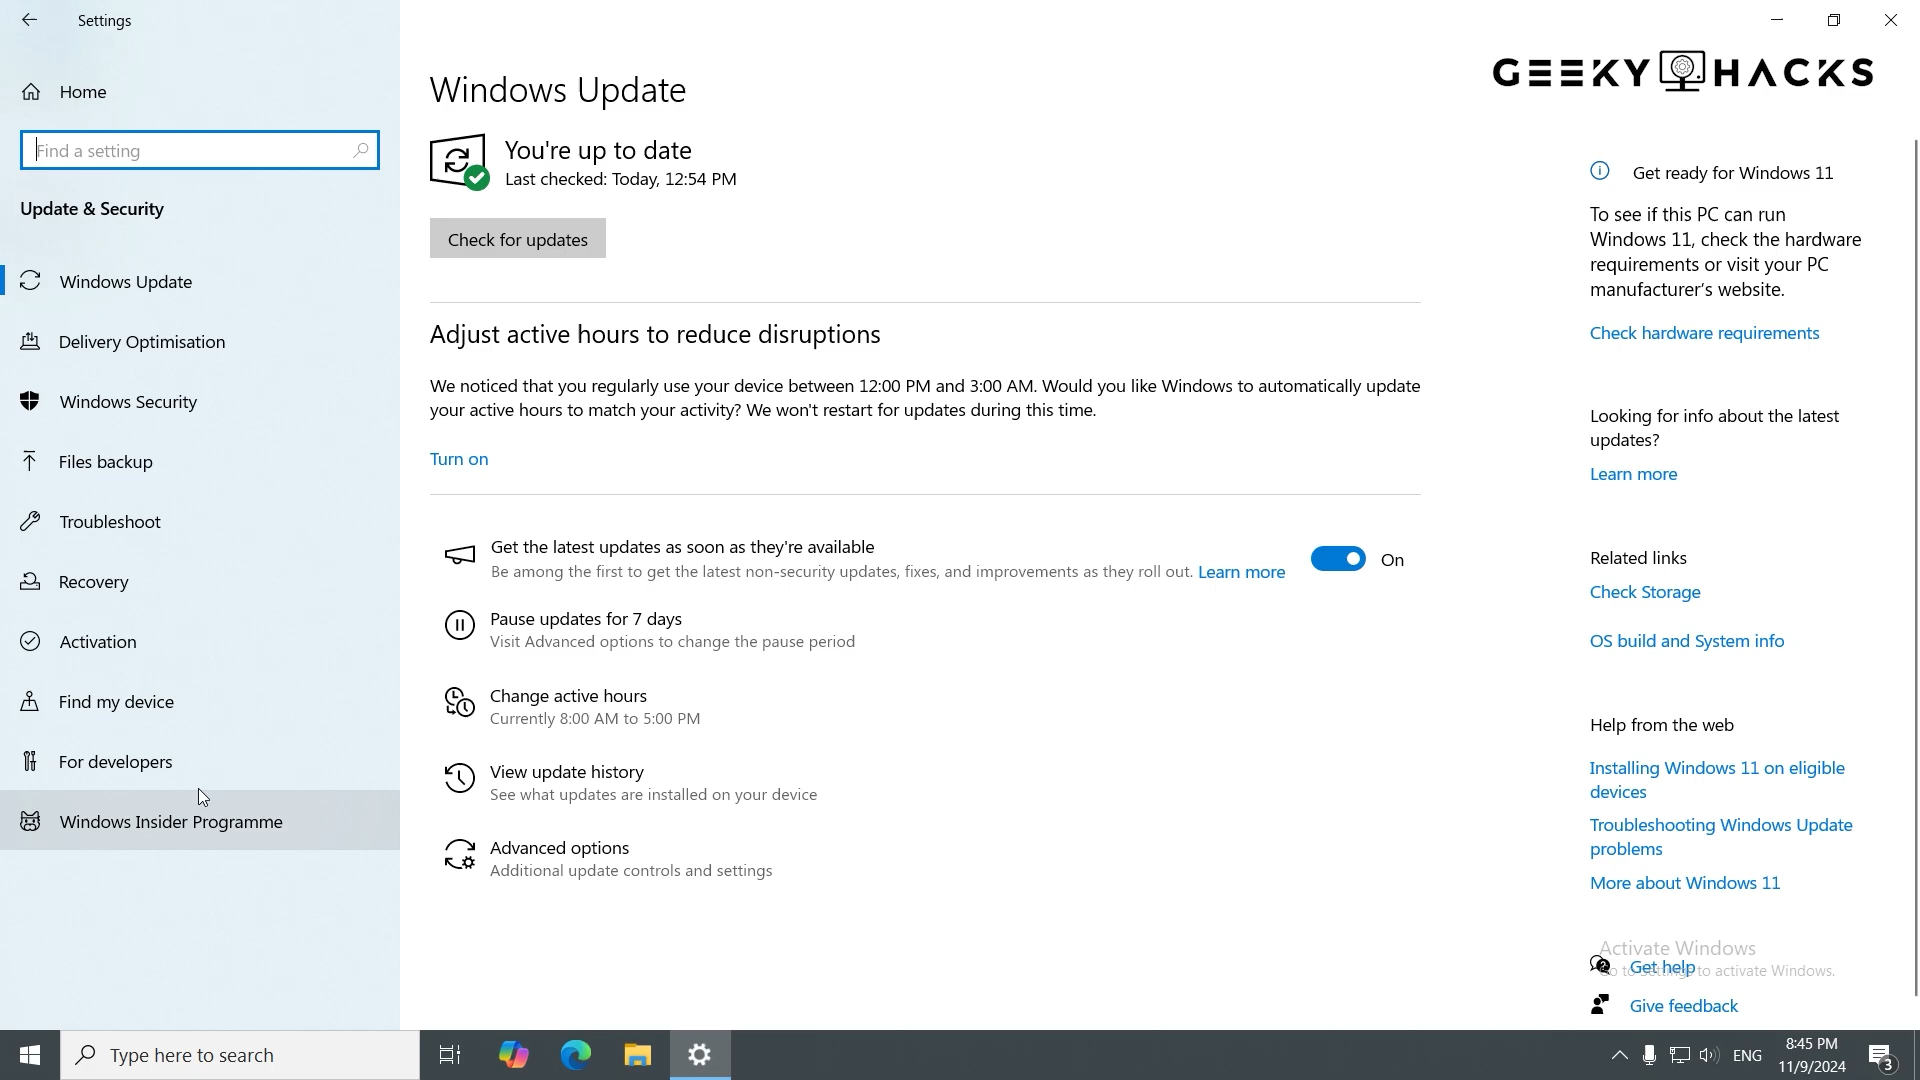 Settings
Home
Find a setting
Update & Security
Windows Update
Delivery Optimisation
Windows Security
Files backup
Troubleshoot
Recovery
Activation
Find my device
For developers
Windows Insider Programme
Windows Update
You're up to date
Last checked: Today, 12:54 PM
Check for updates
Adjust active hours to reduce disruptions
We noticed that you regularly use your device between 12:00 PM and 3:00 AM. Would you like Windows to automatically update
your active hours to match your activity? We won't restart for updates during this time.
Turn on
Get the latest updates as soon as they're available
Be among the first to get the latest non-security updates, fixes, and improvements as they roll out. Learn more
On
Pause updates for 7 days
Visit Advanced options to change the pause period
Change active hours
Currently 8:00 AM to 5:00 PM
View update history
See what updates are installed on your device
Advanced options
Additional update controls and settings
GEEKY HACKS
Get ready for Windows 11
To see if this PC can run
Windows 11, check the hardware
requirements or visit your PC
manufacturer's website.
Check hardware requirements
Looking for info about the latest
updates?
Learn more
Related links
Check Storage
OS build and System info
Help from the web
Installing Windows 11 on eligible
devices
Troubleshooting Windows Update
problems
More about Windows 11
Activate Windows
Go to Settings to activate Windows.
Get help
Give feedback
Type here to search
ENG
8:45 PM
11/9/2024
3